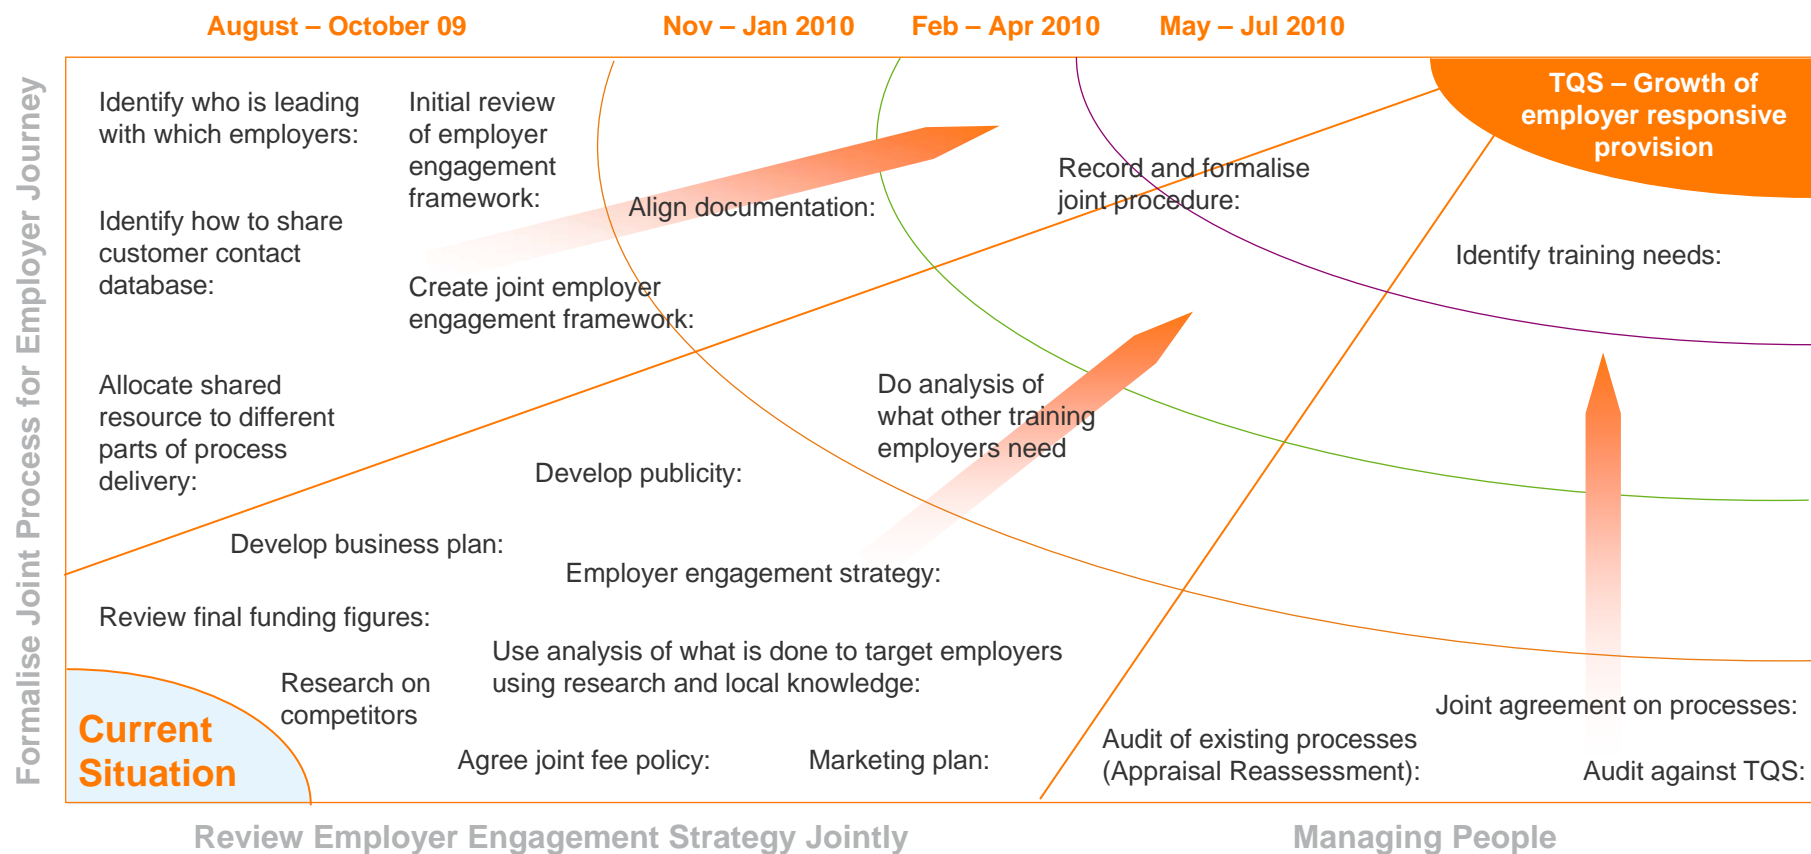 August – October 09
Nov – Jan 2010
Feb – Apr 2010
May – Jul 2010
Formalise Joint Process for Employer Journey
TQS – Growth of
employer responsive
provision
Identify who is leading
with which employers:
Initial review
of employer
engagement
framework:
Align documentation:
Record and formalise
joint procedure:
Identify how to share
customer contact
database:
Create joint employer
engagement framework:
Identify training needs:
Allocate shared
resource to different
parts of process
delivery:
Do analysis of
what other training
employers need
Develop publicity:
Develop business plan:
Employer engagement strategy:
Review final funding figures:
Use analysis of what is done to target employers
using research and local knowledge:
Research on
competitors
Current
Situation
Agree joint fee policy:
Marketing plan:
Joint agreement on processes:
Audit of existing processes
(Appraisal Reassessment):
Audit against TQS:
Review Employer Engagement Strategy Jointly
Managing People